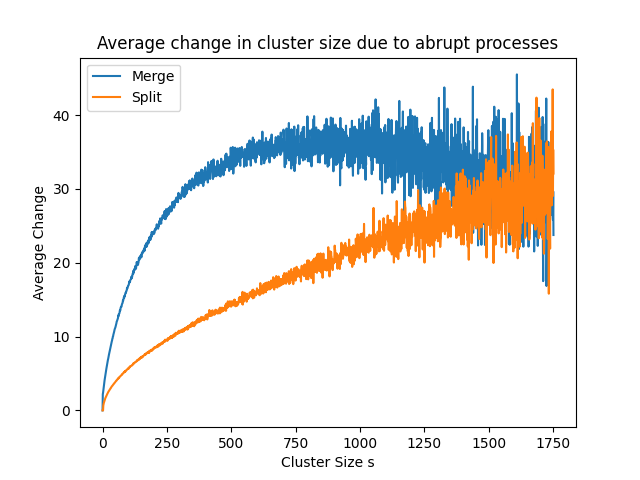 Average change in cluster size due to abrupt processes
Merge
Split
Average Change
40
30
20
10
0
0 250 500 750 1000 1250 1500 1750
Cluster Size s